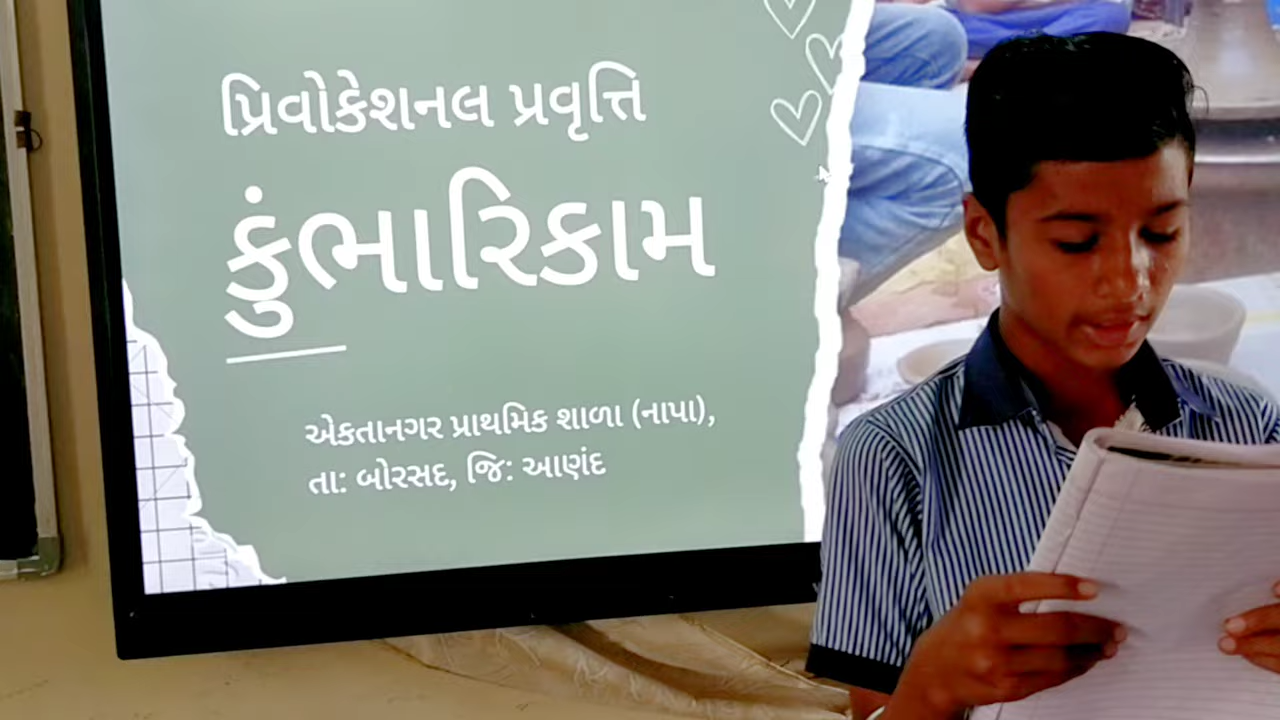 પ્રિવોકેશનલ પ્રવૃત્તિ
કુંભારિકામ
એકતાનગર પ્રાથમિક શાળા (નાપા),
તા: બોરસદ, જિ: આણંદ